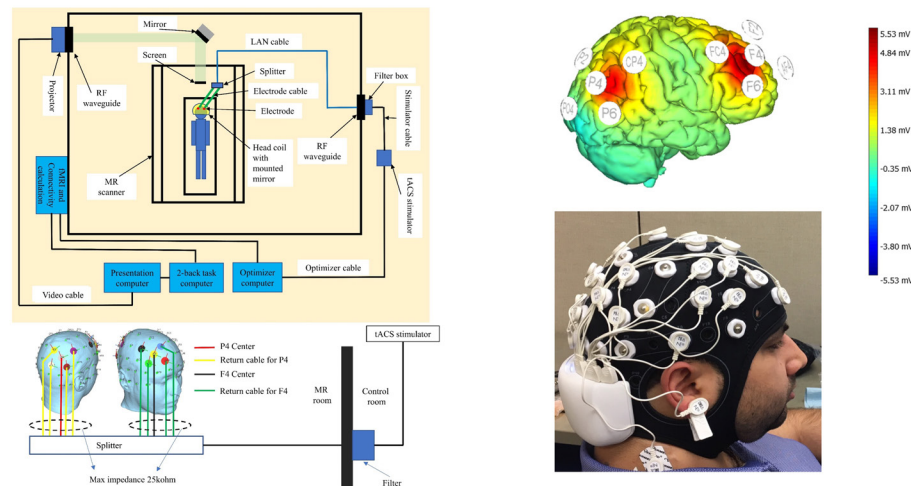 Mirror
LAN cable
Screen
Splitter
Filter box
Projector
RF
waveguide
Electrode cable
Electrode
Stimulator
cable
RF
waveguide
Head coil
with
mounted
mirror
MR
scanner
tACS stimulator
fMRI and
Connectivity
calculation
Presentation
computer
2-back task
computer
Optimizer
computer
Optimizer cable
Video cable
P4 Center
Return cable for P4
F4 Center
Return cable for F4
tACS stimulator
MR
room
Control
room
Splitter
Max impedance 25kohm
Filter
CP4
P4
P6
PO4
FC4
F4
F6
5.53 mV
4.84 mV
3.11 mV
1.38 mV
-0.35 mV
-2.07 mV
-3.80 mV
-5.53 mV